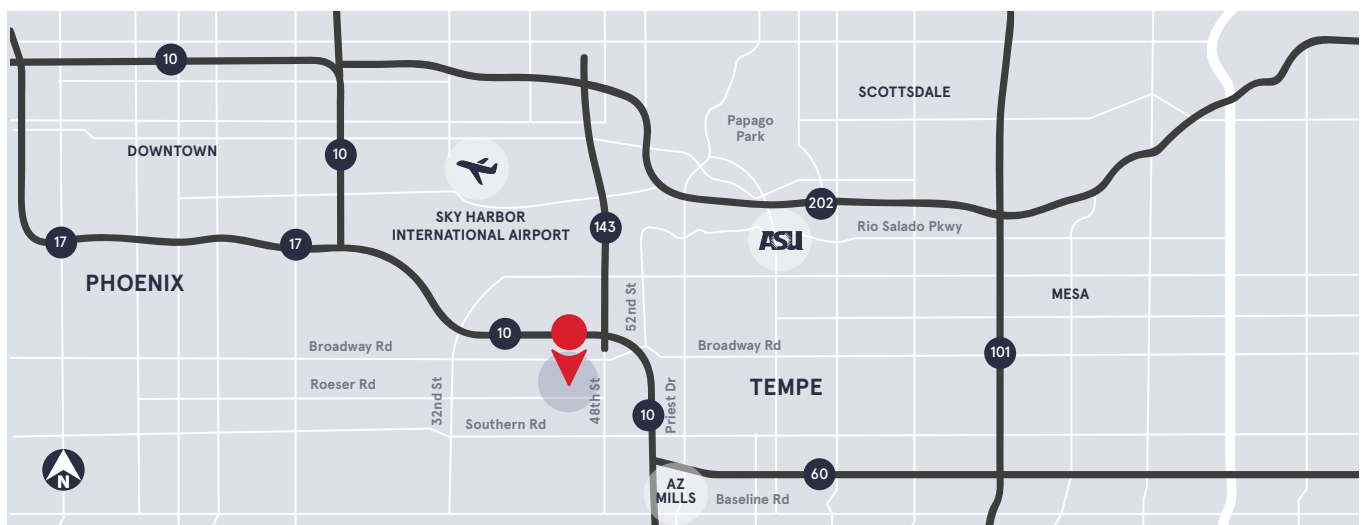 10
SCOTTSDALE
Papago
Park
DOWNTOWN
10
202
SKY HARBOR
INTERNATIONAL AIRPORT
143
ASU
Rio Salado Pkwy
17
17
PHOENIX
MESA
52nd St
10
Broadway Rd
Broadway Rd
101
Roeser Rd
TEMPE
32nd St
48th St
Priest Dr
10
Southern Rd
N
60
AZ
MILLS
Baseline Rd